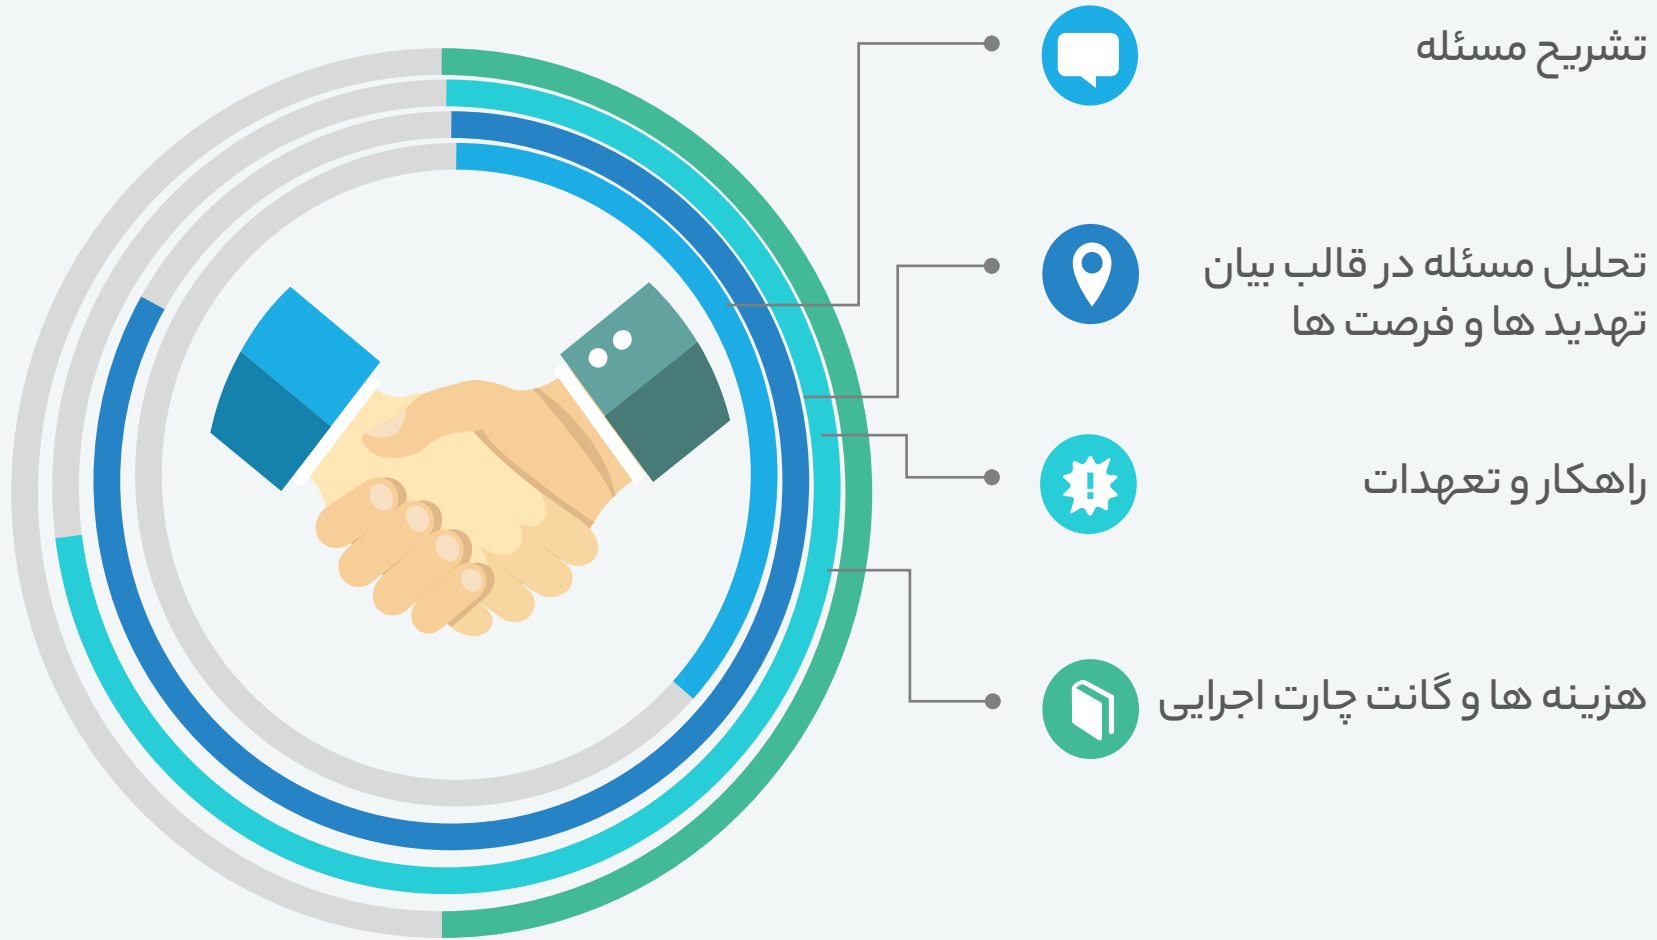 تشریح مسئله
تحلیل مسئله در قالب بیان
تهدید ها و فرصت ها
راهکار و تعهدات
هزینه ها و گانت چارت اجرایی